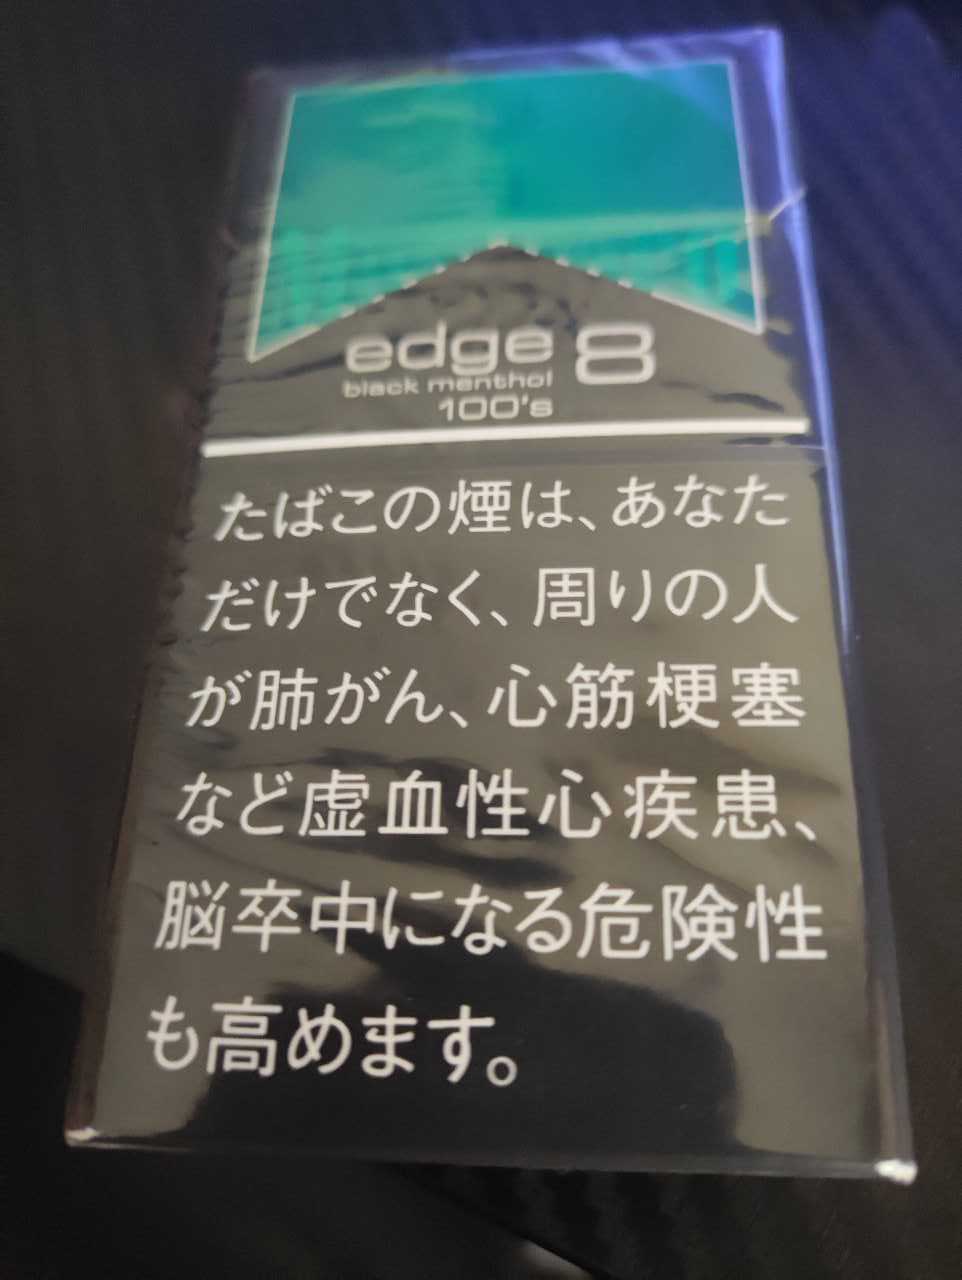 edge 8
black menthol
100's
たばこの煙は、あなた
だけでなく、周りの人
が肺がん、心筋梗塞
など虚血性心疾患、
脳卒中になる危険性
も高めます。